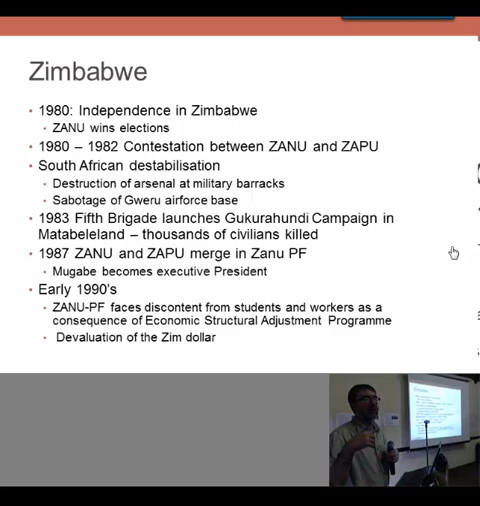 Zimbabwe
• 1980: Independence in Zimbabwe
• ZANU wins elections
• 1980 – 1982 Contestation between ZANU and ZAPU
• South African destabilisation
• Destruction of arsenal at military barracks
• Sabotage of Gweru airforce base
• 1983 Fifth Brigade launches Gukurahundi Campaign in
Matabeleland – thousands of civilians killed
• 1987 ZANU and ZAPU merge in Zanu PF
• Mugabe becomes executive President
• Early 1990's
• ZANU-PF faces discontent from students and workers as a
consequence of Economic Structural Adjustment Programme
• Devaluation of the Zim dollar